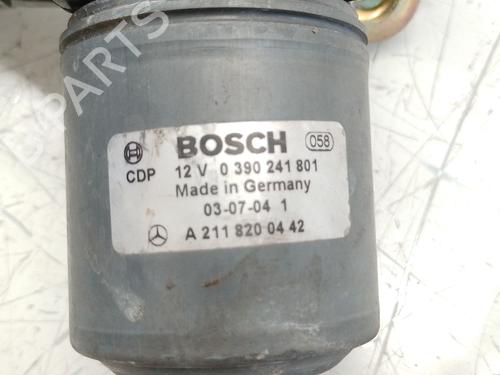 BOSCH 058
CDP 12 V 0 390 241 801
Made in Germany
03-07-04 1
A 211 820 04 42
B-PARTS